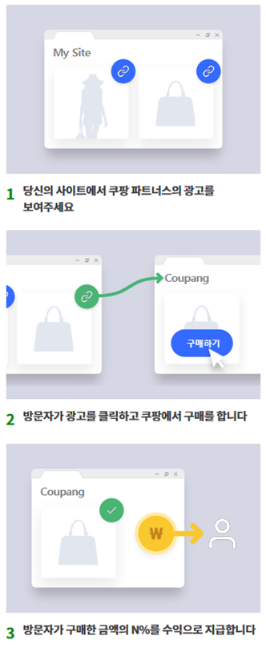 My Site
1 당신의 사이트에서 쿠팡 파트너스의 광고를
보여주세요
Coupang
구매하기
2 방문자가 광고를 클릭하고 쿠팡에서 구매를 합니다
Coupang
₩
3 방문자가 구매한 금액의 N%를 수익으로 지급합니다